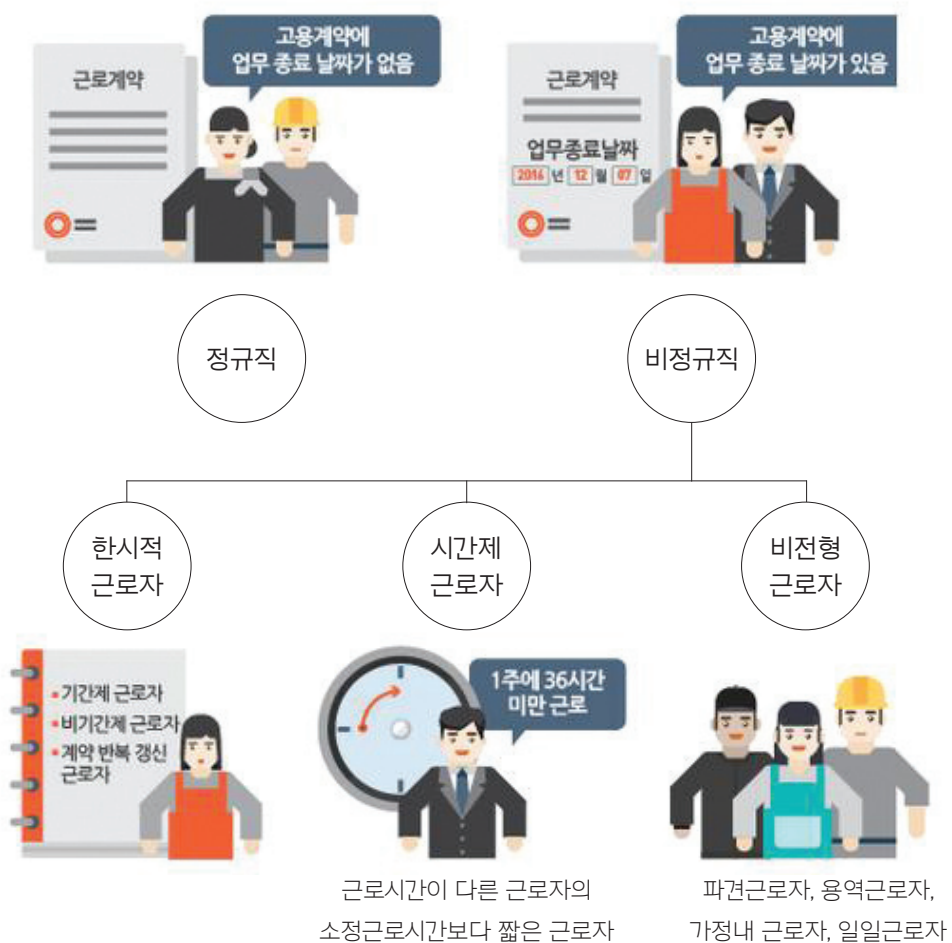 고용계약에
업무 종료 날짜가 없음
근로계약
고용계약에
업무 종료 날짜가 있음
근로계약
업무종료날짜
2016 년 12 월 07 일
정규직
비정규직
한시적
근로자
시간제
근로자
비전형
근로자
• 기간제 근로자
• 비기간제 근로자
• 계약 반복 갱신
근로자
1주에 36시간
미만 근로
근로시간이 다른 근로자의
소정근로시간보다 짧은 근로자
파견근로자, 용역근로자,
가정내 근로자, 일일근로자